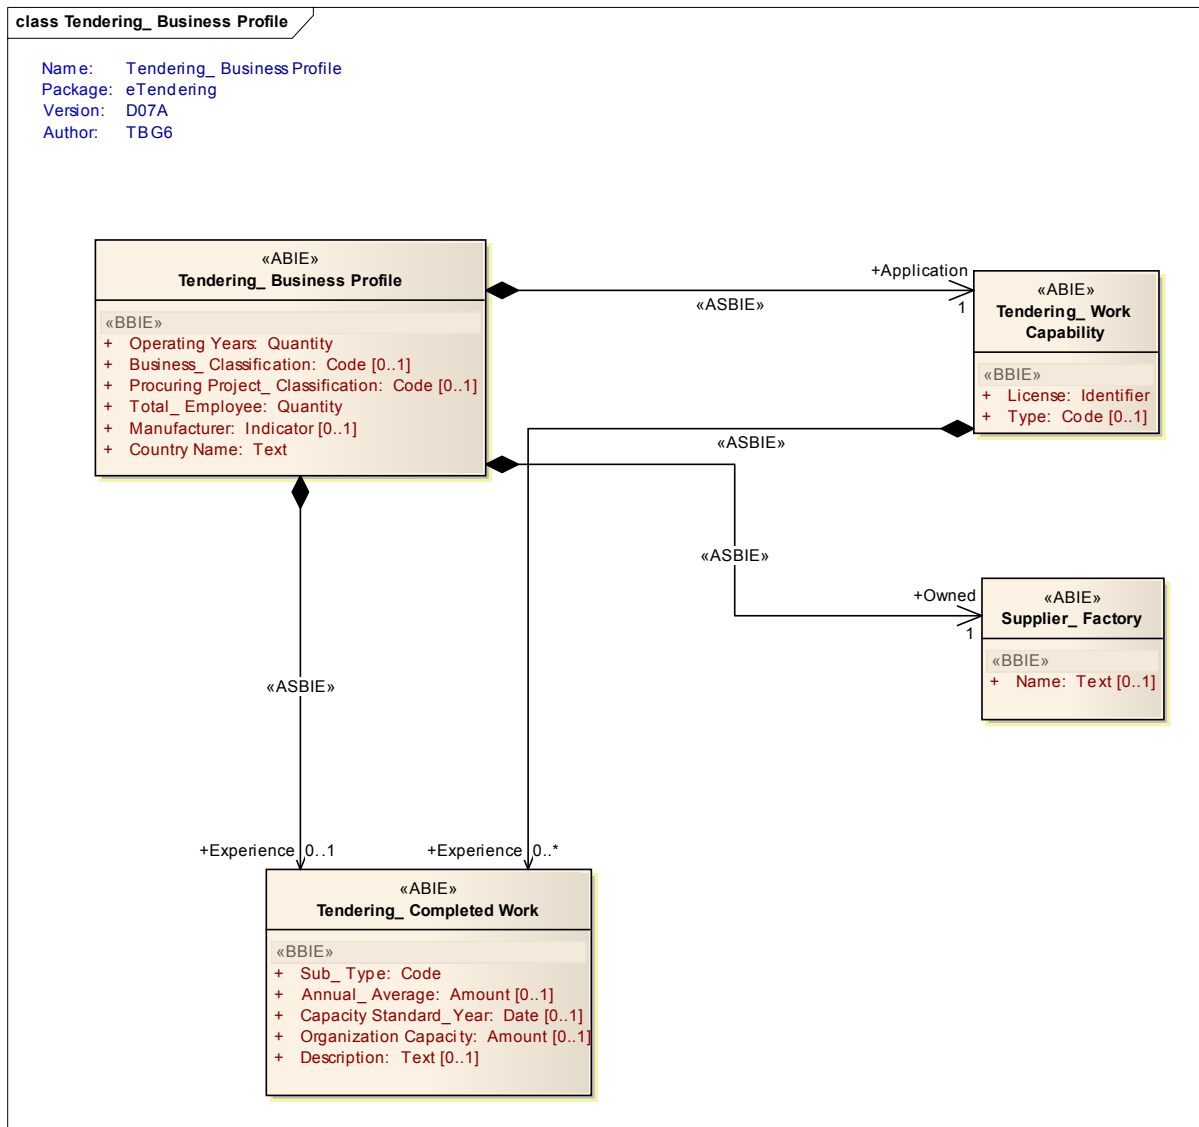 class Tendering_ Business Profile
Name: Tendering_ Business Profile
Package: eTendering
Version: D07A
Author: TBG6
«ABIE»
Tendering_ Business Profile
«BBIE»
+ Operating Years: Quantity
+ Business_ Classification: Code [0..1]
+ Procuring Project_ Classification: Code [0..1]
+ Total_ Employee: Quantity
+ Manufacturer: Indicator [0..1]
+ Country Name: Text
+Application
1
«ASBIE»
«ABIE»
Tendering_ Work
Capability
«BBIE»
+ License: Identifier
+ Type: Code [0..1]
«ASBIE»
«ASBIE»
+Owned
1
«ABIE»
Supplier_ Factory
«BBIE»
+ Name: Text [0..1]
«ASBIE»
+Experience 0..1
+Experience 0..*
«ABIE»
Tendering_ Completed Work
«BBIE»
+ Sub_ Type: Code
+ Annual_ Average: Amount [0..1]
+ Capacity Standard_Year: Date [0..1]
+ Organization Capacity: Amount [0..1]
+ Description: Text [0..1]